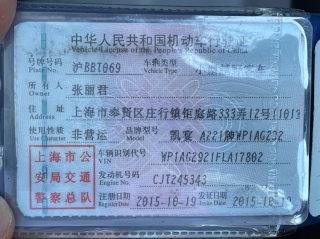 中华人民共和国机动车行驶证
Vehicle License of the People's Republic of China
号牌号码 沪BBT069 车辆类型
Plate No. Vehicle Type
所有人 张丽君
Owner
住址 上海市奉贤区庄行镇钜庭路333弄12号1101
Address
使用性质 非营运 品牌型号 凯宴 A221牌WP1AG292
Use Character Model
上海市公
安局交通
警察总队
车辆识别代号 WP1AG2921FLA17802
VIN
发动机号码 CJT245343
Engine No.
注册日期 2015-10-19 发证日期
Register Date Issue Date